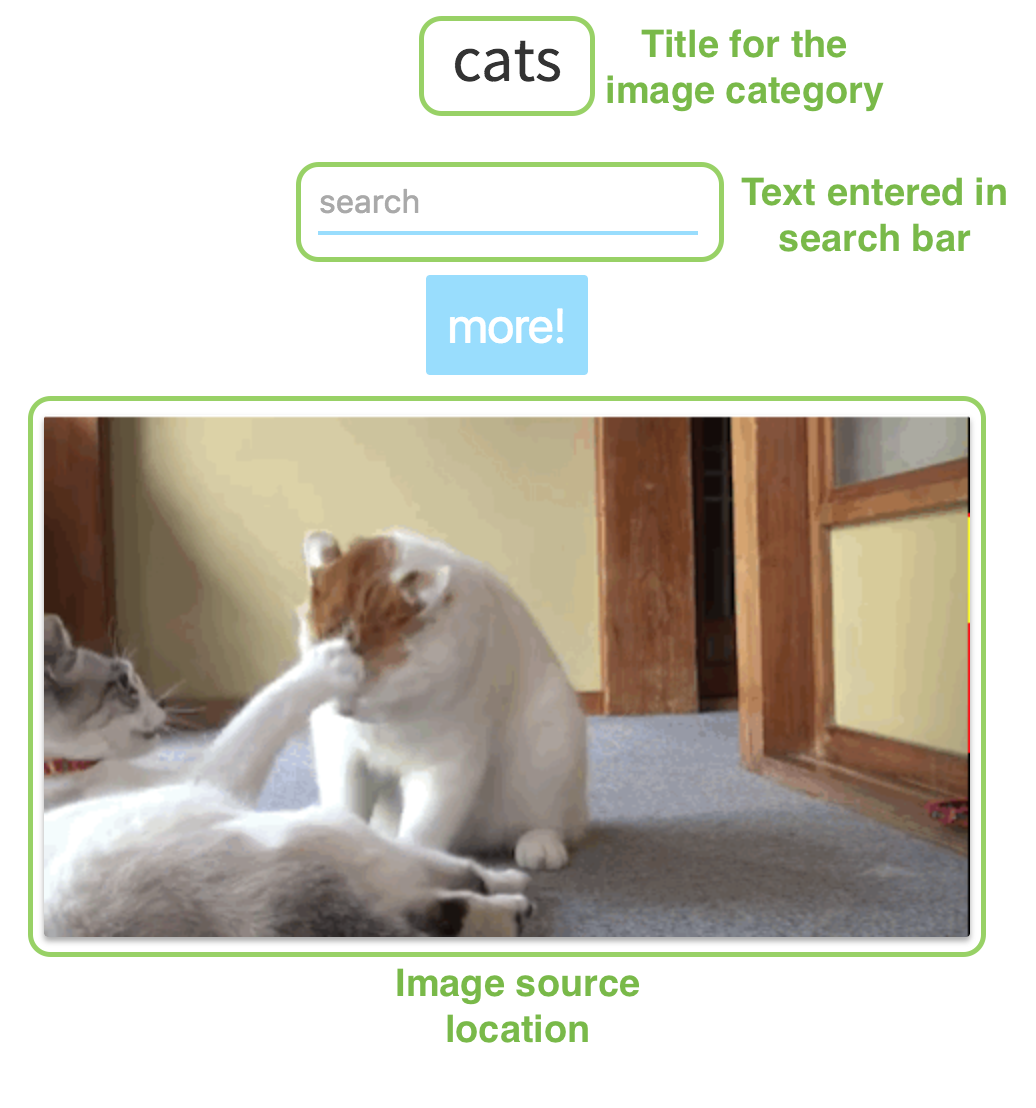 cats
Title for the
image category
search
Text entered in
search bar
more!
Image source
location